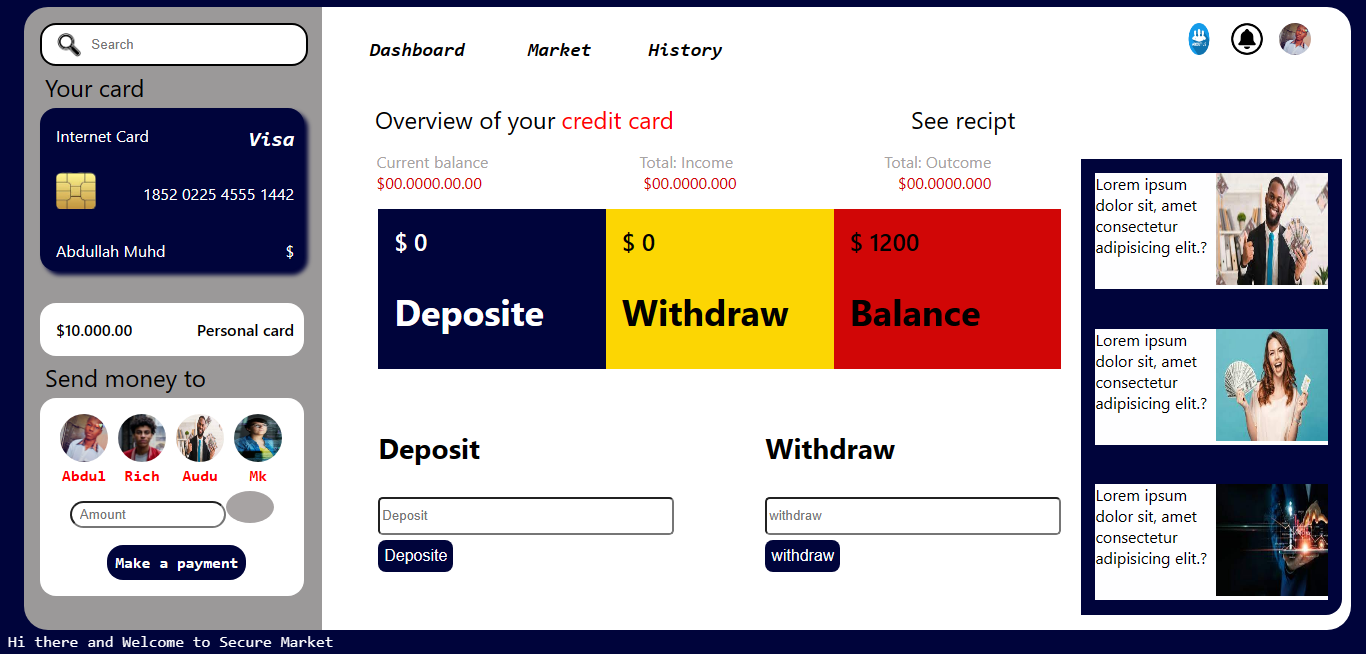 Search
Your card
Internet Card
Visa
1852 0225 4555 1442
Abdullah Muhd
$
$10.000.00
Personal card
Send money to
Abdul
Rich
Audu
Mk
Amount
Make a payment
Dashboard
Market
History
Overview of your credit card
See recipt
Current balance
$00.0000.00.00
Total: Income
$00.0000.000
Total: Outcome
$00.0000.000
$ 0
Deposite
$ 0
Withdraw
$ 1200
Balance
Deposit
Deposit
Deposite
Withdraw
withdraw
withdraw
Lorem ipsum
dolor sit, amet
consectetur
adipisicing elit.?
Lorem ipsum
dolor sit, amet
consectetur
adipisicing elit.?
Lorem ipsum
dolor sit, amet
consectetur
adipisicing elit.?
Hi there and Welcome to Secure Market